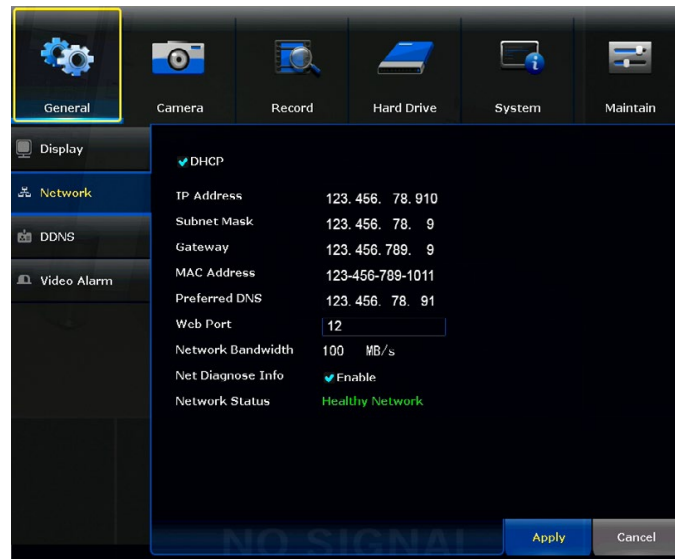 General
Camera
Record
Hard Drive
System
Maintain
Display
Network
DDNS
Video Alarm
DHCP
IP Address 123. 456. 78. 910
Subnet Mask 123. 456. 78. 9
Gateway 123. 456. 789. 9
MAC Address 123-456-789-1011
Preferred DNS 123. 456. 78. 91
Web Port 12
Network Bandwidth 100 MB/s
Net Diagnose Info Enable
Network Status Healthy Network
NO SIGNAL
Apply
Cancel